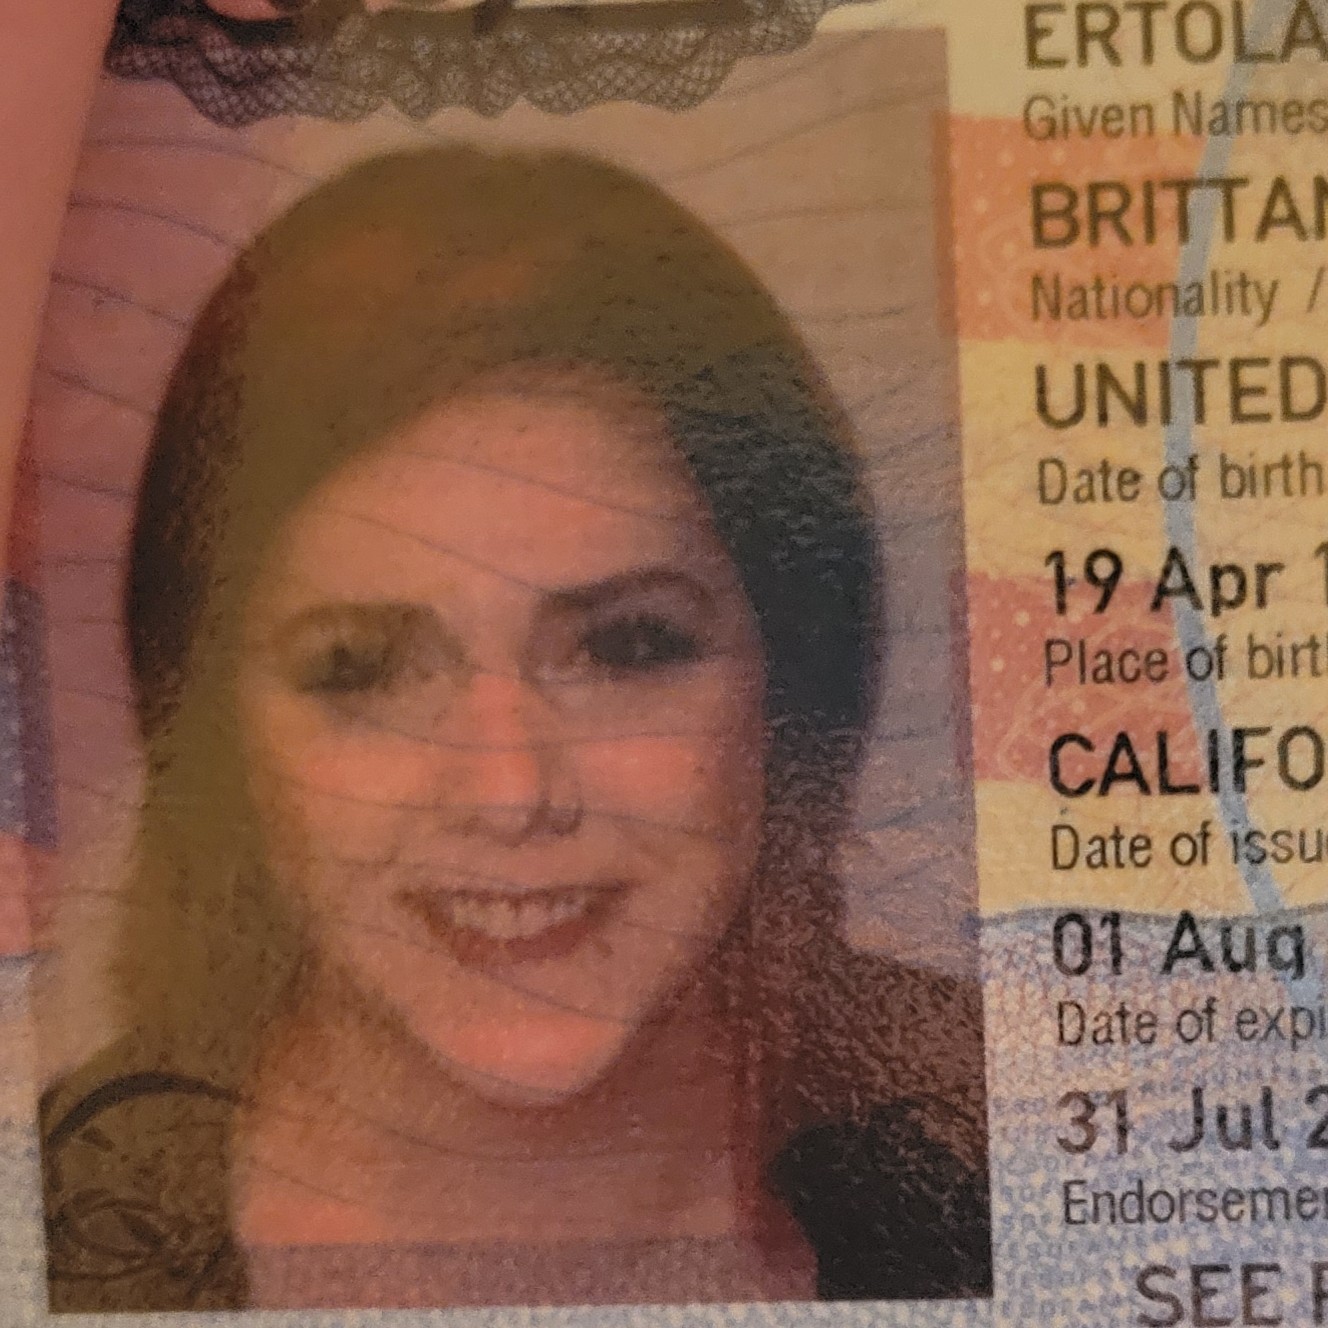 ERTOLA
Given Names
BRITTAN
Nationality /
UNITED
Date of birth
19 Apr 1
Place of birt
CALIFO
Date of issu
01 Aug
Date of expi
31 Jul 2
Endorsemen
SEE